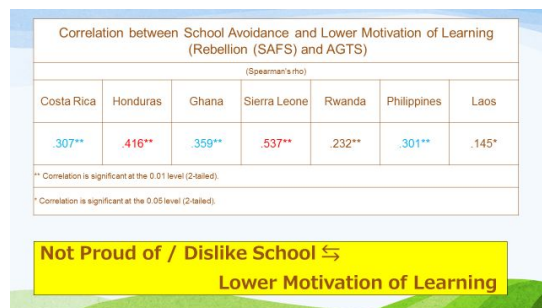 Correlation between School Avoidance and Lower Motivation of Learning
(Rebellion (SAFS) and AGTS)
(Spearman's rho)
Costa Rica Honduras Ghana Sierra Leone Rwanda Philippines Laos
.307** .416** .359** .537** .232** .301** .145*
** Correlation is significant at the 0.01 level (2-tailed).
* Correlation is significant at the 0.05 level (2-tailed).
Not Proud of / Dislike School ⇆
Lower Motivation of Learning